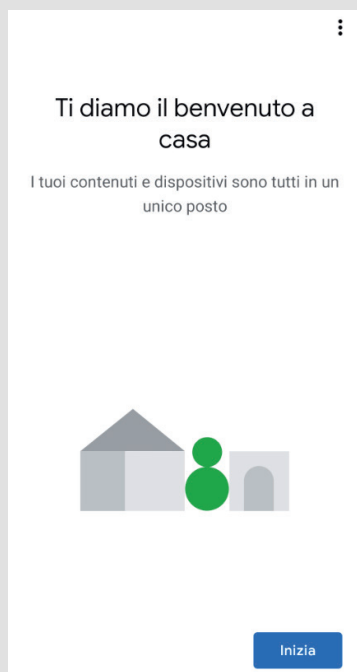 Ti diamo il benvenuto a
casa
I tuoi contenuti e dispositivi sono tutti in un
unico posto
Inizia